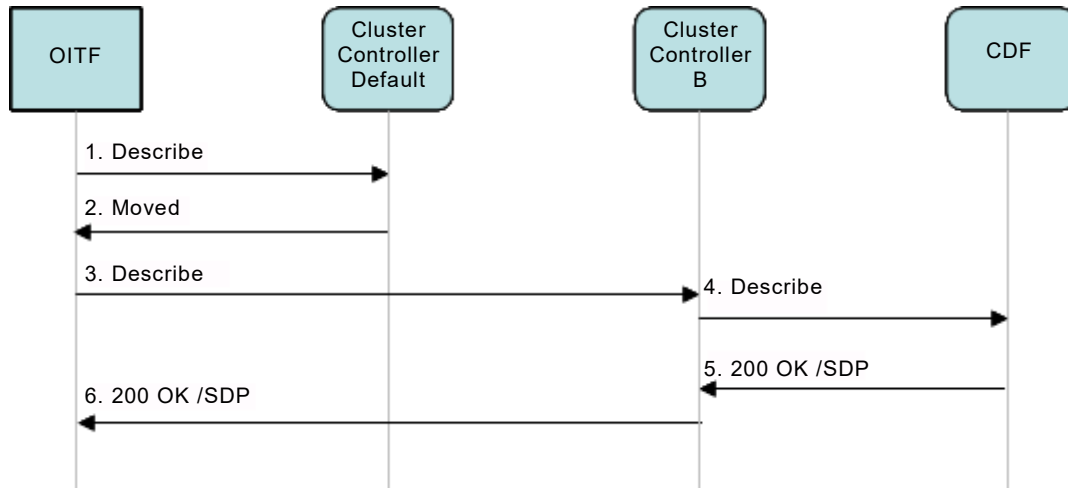 OITF
Cluster
Controller
Default
Cluster
Controller
B
CDF
1. Describe
2. Moved
3. Describe
4. Describe
5. 200 OK /SDP
6. 200 OK /SDP